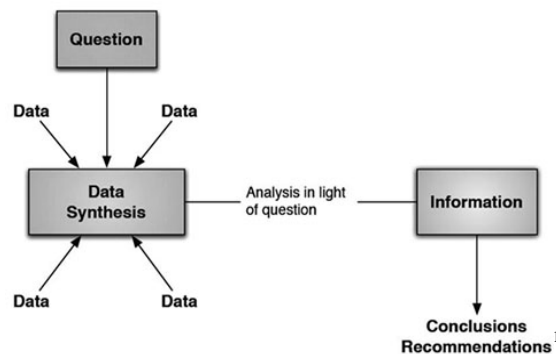 Question
Data
Data
Data
Synthesis
Analysis in light
of question
Information
Data
Data
Conclusions
Recommendations